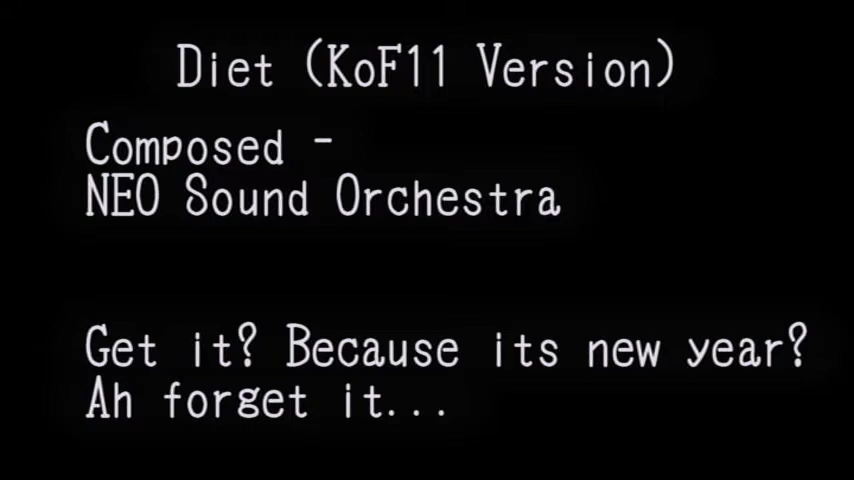 Diet (KoF11 Version)
Composed -
NEO Sound Orchestra
Get it? Because its new year?
Ah forget it...